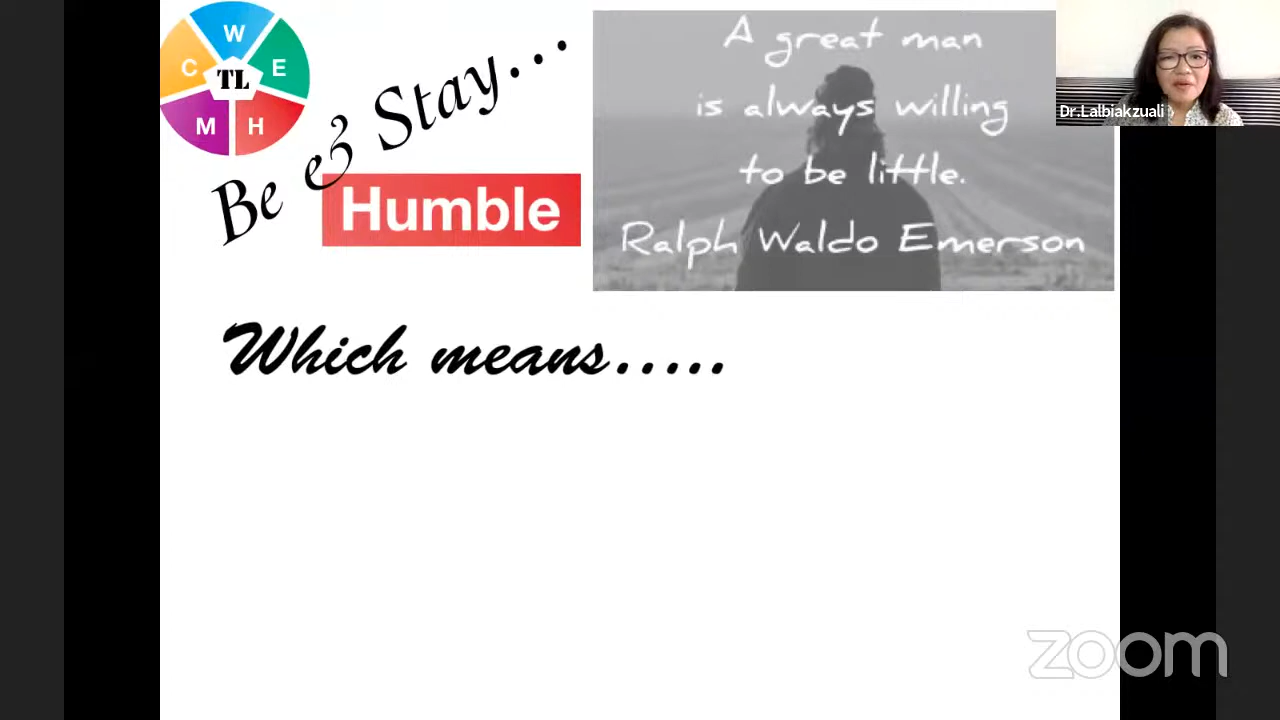 W
C
E
TL
M
H
Be & Stay...
Humble
A great man
is always willing
to be little.
Ralph Waldo Emerson
Dr.Lalbiakzuali
Which means.....
zoom